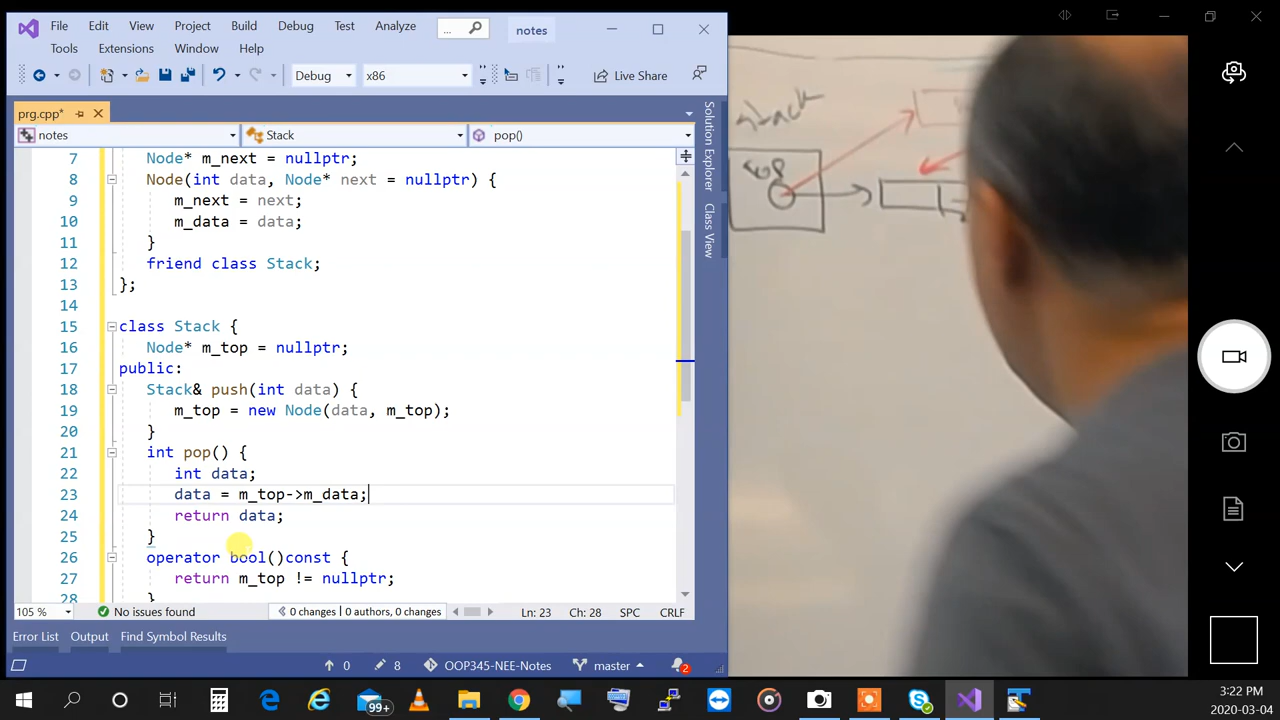 File Edit View Project Build Debug Test Analyze ... notes
Tools Extensions Window Help
Debug x86 Live Share
prg.cpp*
notes Stack pop()
7 Node* m_next = nullptr;
8 Node(int data, Node* next = nullptr) {
9 m_next = next;
10 m_data = data;
11 }
12 friend class Stack;
13 };
14
15 class Stack {
16 Node* m_top = nullptr;
17 public:
18 Stack& push(int data) {
19 m_top = new Node(data, m_top);
20 }
21 int pop() {
22 int data;
23 data = m_top->m_data;
24 return data;
25 }
26 operator bool()const {
27 return m_top != nullptr;
28 }
Solution Explorer
Class View
105 % No issues found 0 changes | 0 authors, 0 changes Ln: 23 Ch: 28 SPC CRLF
Error List Output Find Symbol Results
0 8 OOP345-NEE-Notes master 2
Stack
top
99+
3:22 PM
2020-03-04